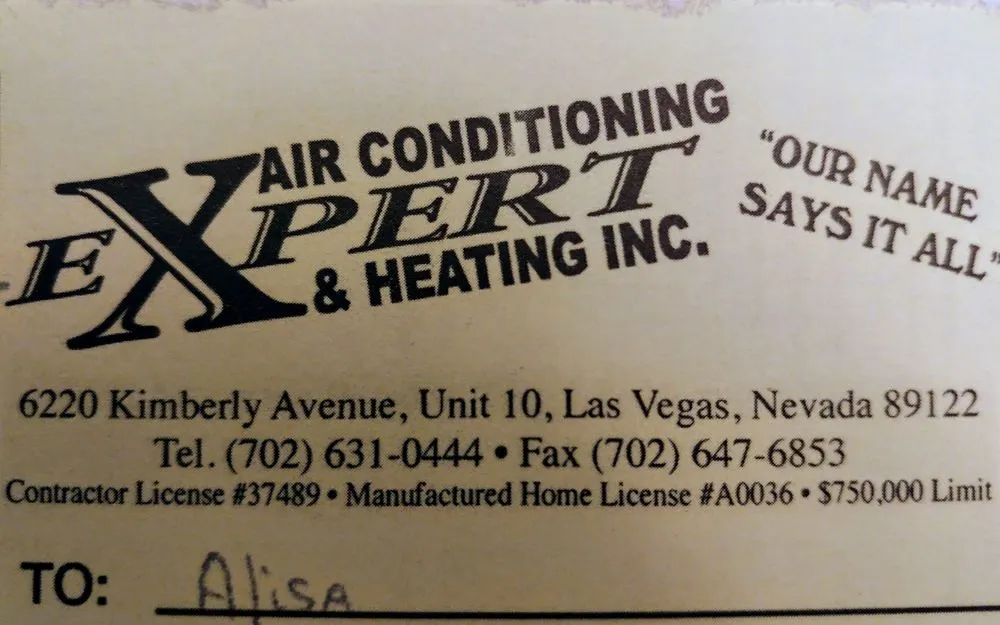 AIR CONDITIONING
EXPERT
& HEATING INC.
"OUR NAME
SAYS IT ALL"
6220 Kimberly Avenue, Unit 10, Las Vegas, Nevada 89122
Tel. (702) 631-0444 • Fax (702) 647-6853
Contractor License #37489 • Manufactured Home License #A0036 • $750,000 Limit
TO: Alisa